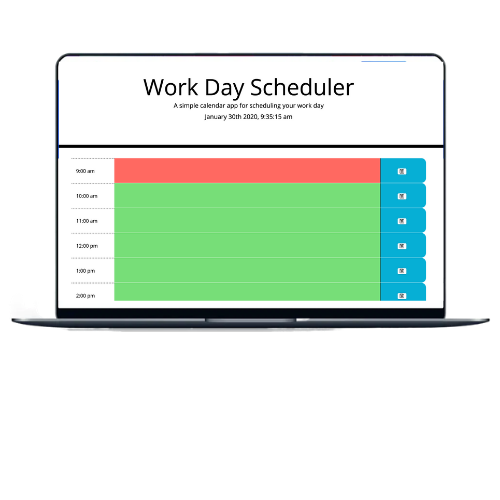 Work Day Scheduler
A simple calendar app for scheduling your work day
January 30th 2020, 9:35:15 am
9:00 am
10:00 am
11:00 am
12:00 pm
1:00 pm
2:00 pm